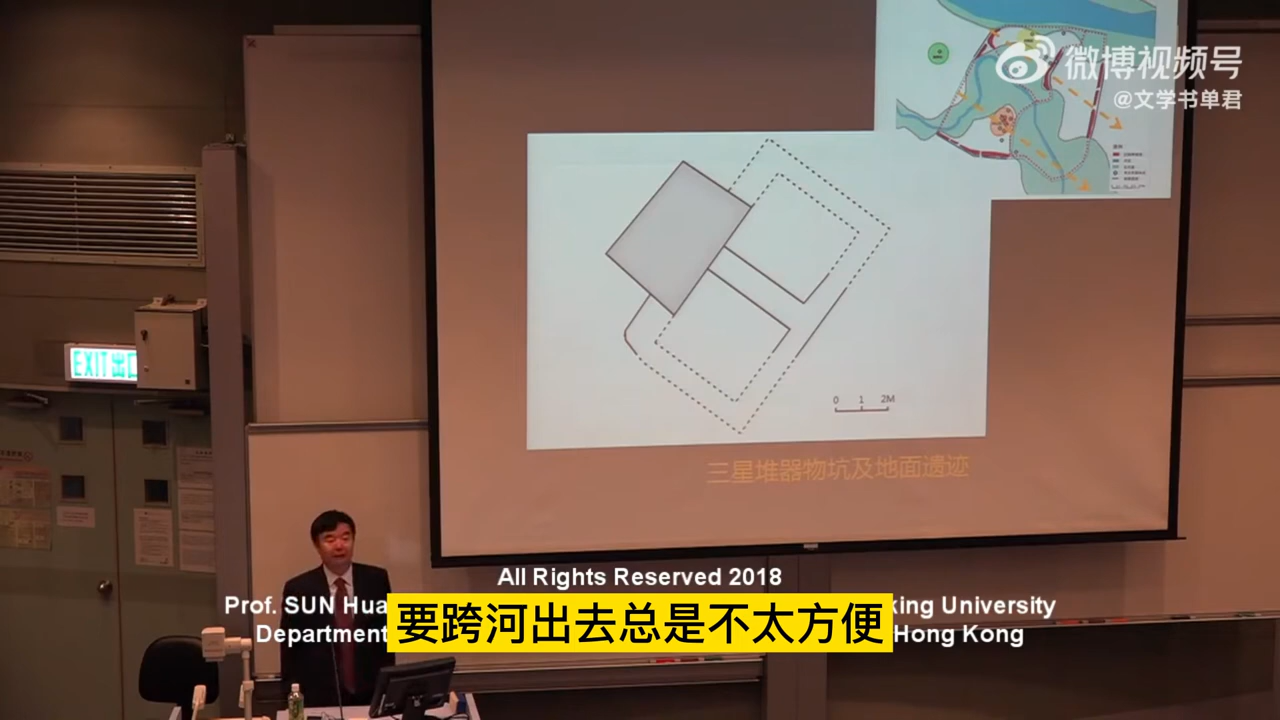 微博视频号
@文学书单君
0 1 2M
三星堆器物坑及地面遗迹
EXIT 出口
All Rights Reserved 2018
Prof. SUN Hua
king University
Department
Hong Kong
要跨河出去总是不太方便